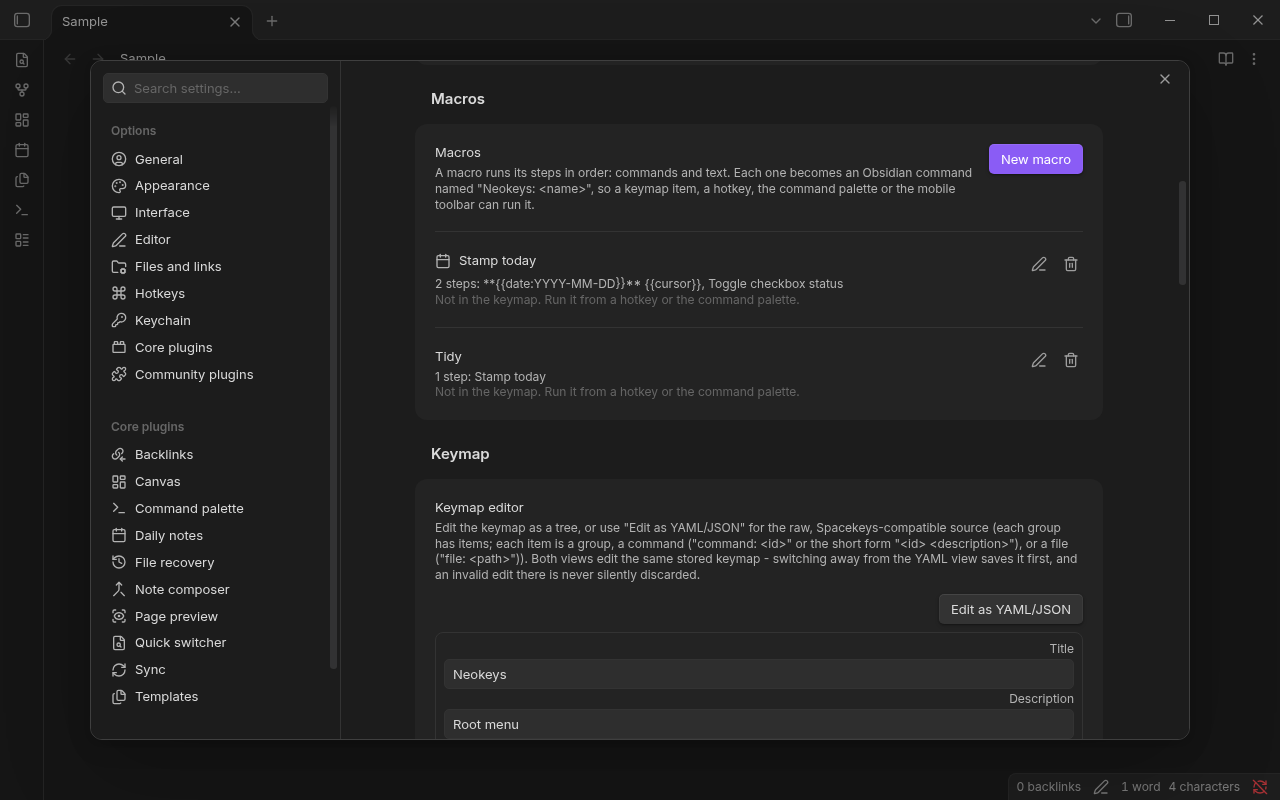 Sample
Sample
Search settings...
Options
General
Appearance
Interface
Editor
Files and links
Hotkeys
Keychain
Core plugins
Community plugins
Core plugins
Backlinks
Canvas
Command palette
Daily notes
File recovery
Note composer
Page preview
Quick switcher
Sync
Templates
Macros
Macros
New macro
A macro runs its steps in order: commands and text. Each one becomes an Obsidian command
named "Neokeys: <name>", so a keymap item, a hotkey, the command palette or the mobile
toolbar can run it.
Stamp today
2 steps: **{{date:YYYY-MM-DD}}** {{cursor}}, Toggle checkbox status
Not in the keymap. Run it from a hotkey or the command palette.
Tidy
1 step: Stamp today
Not in the keymap. Run it from a hotkey or the command palette.
Keymap
Keymap editor
Edit the keymap as a tree, or use "Edit as YAML/JSON" for the raw, Spacekeys-compatible source (each group
has items; each item is a group, a command ("command: <id>" or the short form "<id> <description>"), or a file
("file: <path>")). Both views edit the same stored keymap - switching away from the YAML view saves it first, and
an invalid edit there is never silently discarded.
Edit as YAML/JSON
Title
Neokeys
Description
Root menu
0 backlinks
1 word
4 characters